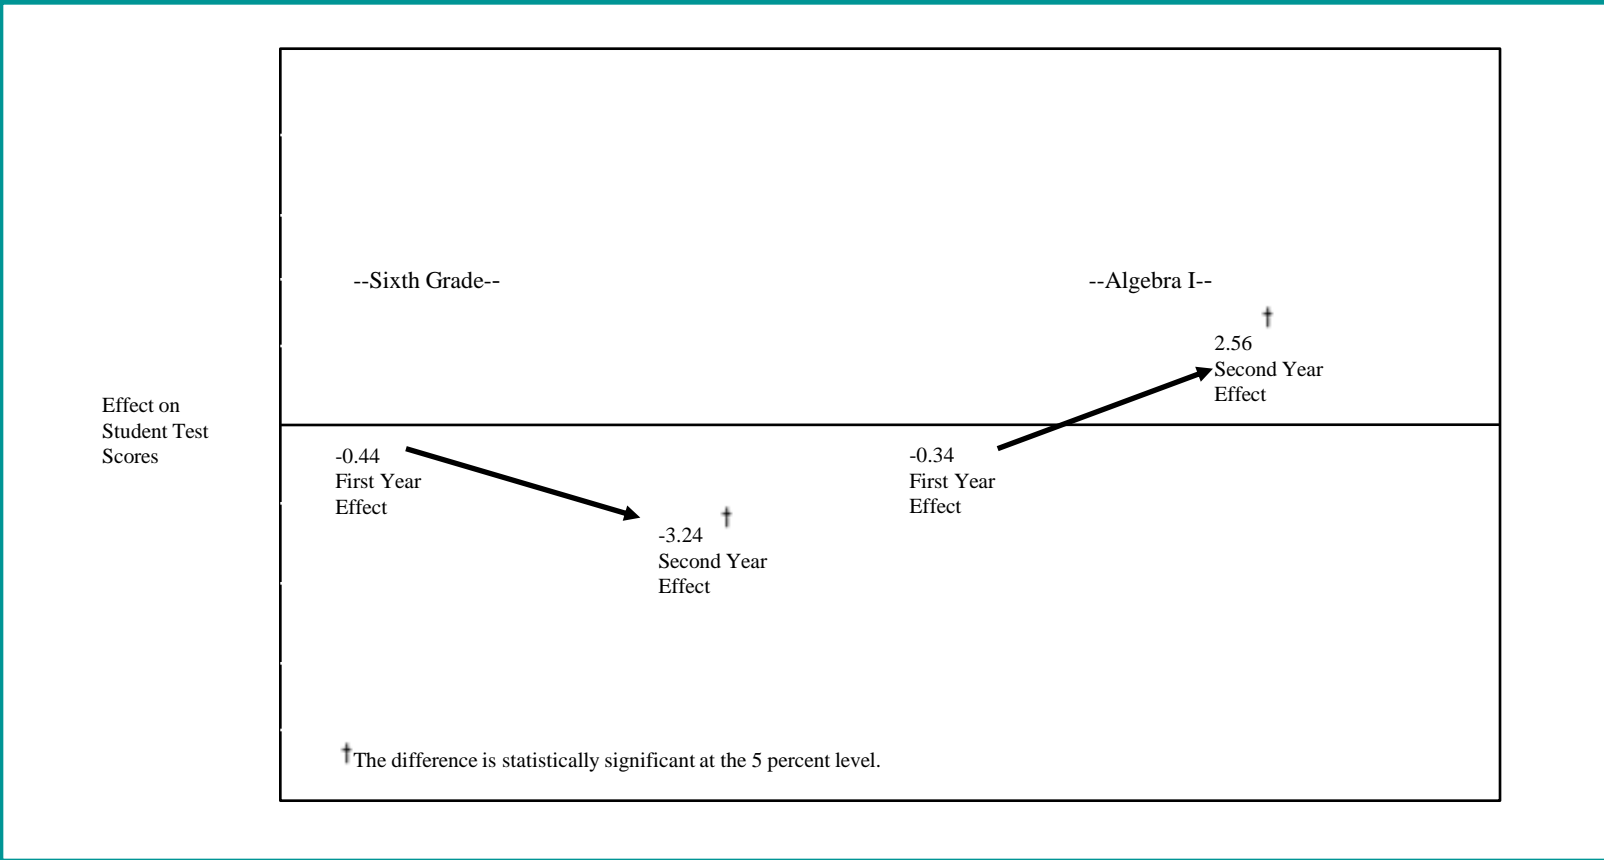 --Sixth Grade--
--Algebra I--
†
2.56
Second Year
Effect
Effect on
Student Test
Scores
-0.44
First Year
Effect
†
-3.24
Second Year
Effect
-0.34
First Year
Effect
†The difference is statistically significant at the 5 percent level.